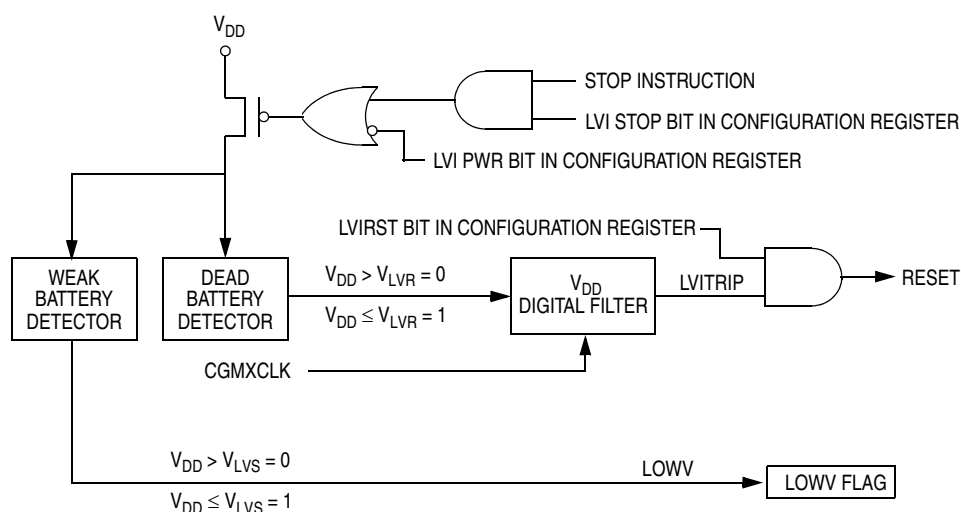 VDD
STOP INSTRUCTION
LVI STOP BIT IN CONFIGURATION REGISTER
LVI PWR BIT IN CONFIGURATION REGISTER
LVIRST BIT IN CONFIGURATION REGISTER
WEAK
BATTERY
DETECTOR
DEAD
BATTERY
DETECTOR
VDD > VLVR = 0
VDD ≤ VLVR = 1
VDD
DIGITAL FILTER
LVITRIP
RESET
CGMXCLK
VDD > VLVS = 0
VDD ≤ VLVS = 1
LOWV
LOWV FLAG